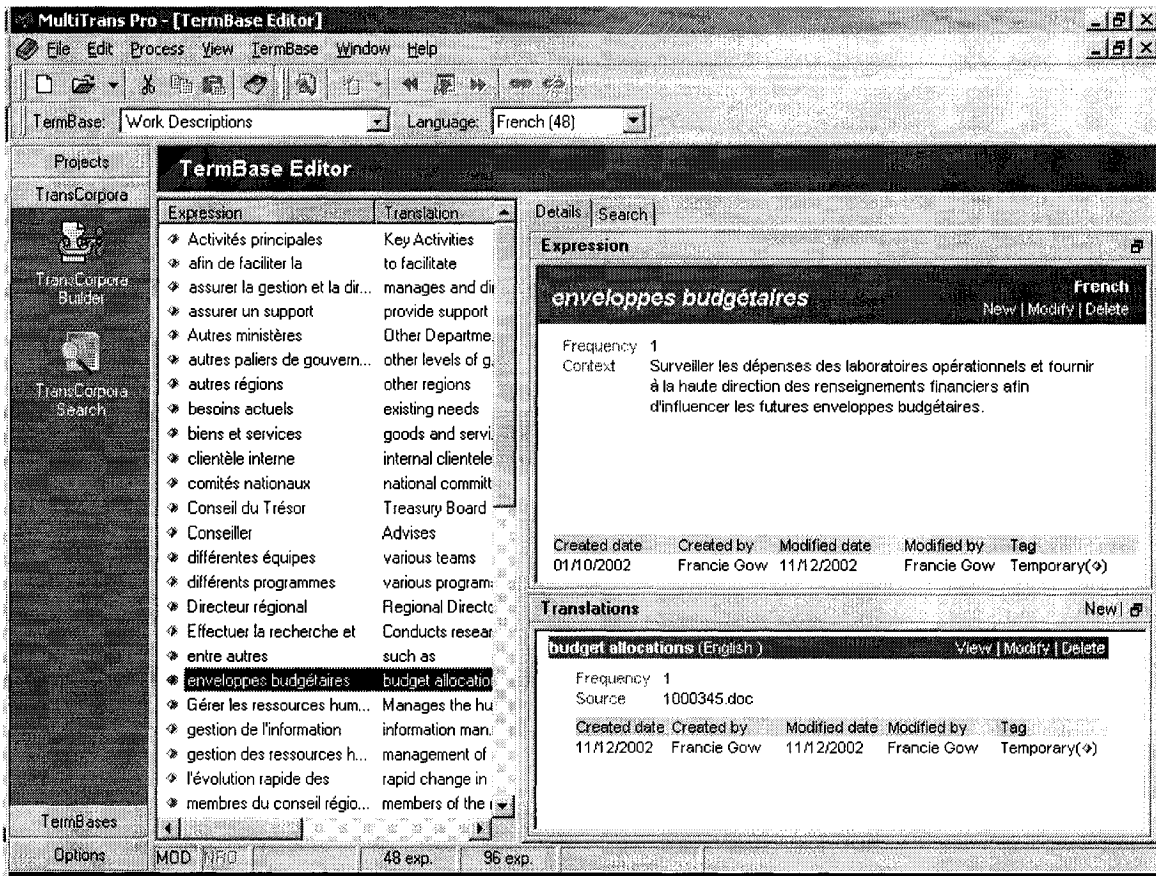 MultiTrans Pro - [TermBase Editor]
File Edit Process View TermBase Window Help
TermBase: Work Descriptions Language: French (48)
Projects
TransCorpora
TransCorpora Builder
TransCorpora Search
TermBases
Options
TermBase Editor
Expression Translation
Activités principales Key Activities
afin de faciliter la to facilitate
assurer la gestion et la dir... manages and dir
assurer un support provide support
Autres ministères Other Departme.
autres paliers de gouvern... other levels of g.
autres régions other regions
besoins actuels existing needs
biens et services goods and servi.
clientèle interne internal clientele
comités nationaux national committ
Conseil du Trésor Treasury Board
Conseiller Advises
différentes équipes various teams
différents programmes various program
Directeur régional Regional Directo
Effectuer la recherche et Conducts resear
entre autres such as
enveloppes budgétaires budget allocation
Gérer les ressources hum... Manages the hu
gestion de l'information information man.
gestion des ressources h... management of
l'évolution rapide des rapid change in
membres du conseil régio... members of the r
Details Search
Expression
enveloppes budgétaires French
New | Modify | Delete
Frequency 1
Context Surveiller les dépenses des laboratoires opérationnels et fournir
à la haute direction des renseignements financiers afin
d'influencer les futures enveloppes budgétaires.
Created date Created by Modified date Modified by Tag
01/10/2002 Francie Gow 11/12/2002 Francie Gow Temporary
Translations New |
budget allocations (English ) View | Modify | Delete
Frequency 1
Source 1000345.doc
Created date Created by Modified date Modified by Tag
11/12/2002 Francie Gow 11/12/2002 Francie Gow Temporary
MOD NRO 48 exp. 96 exp.